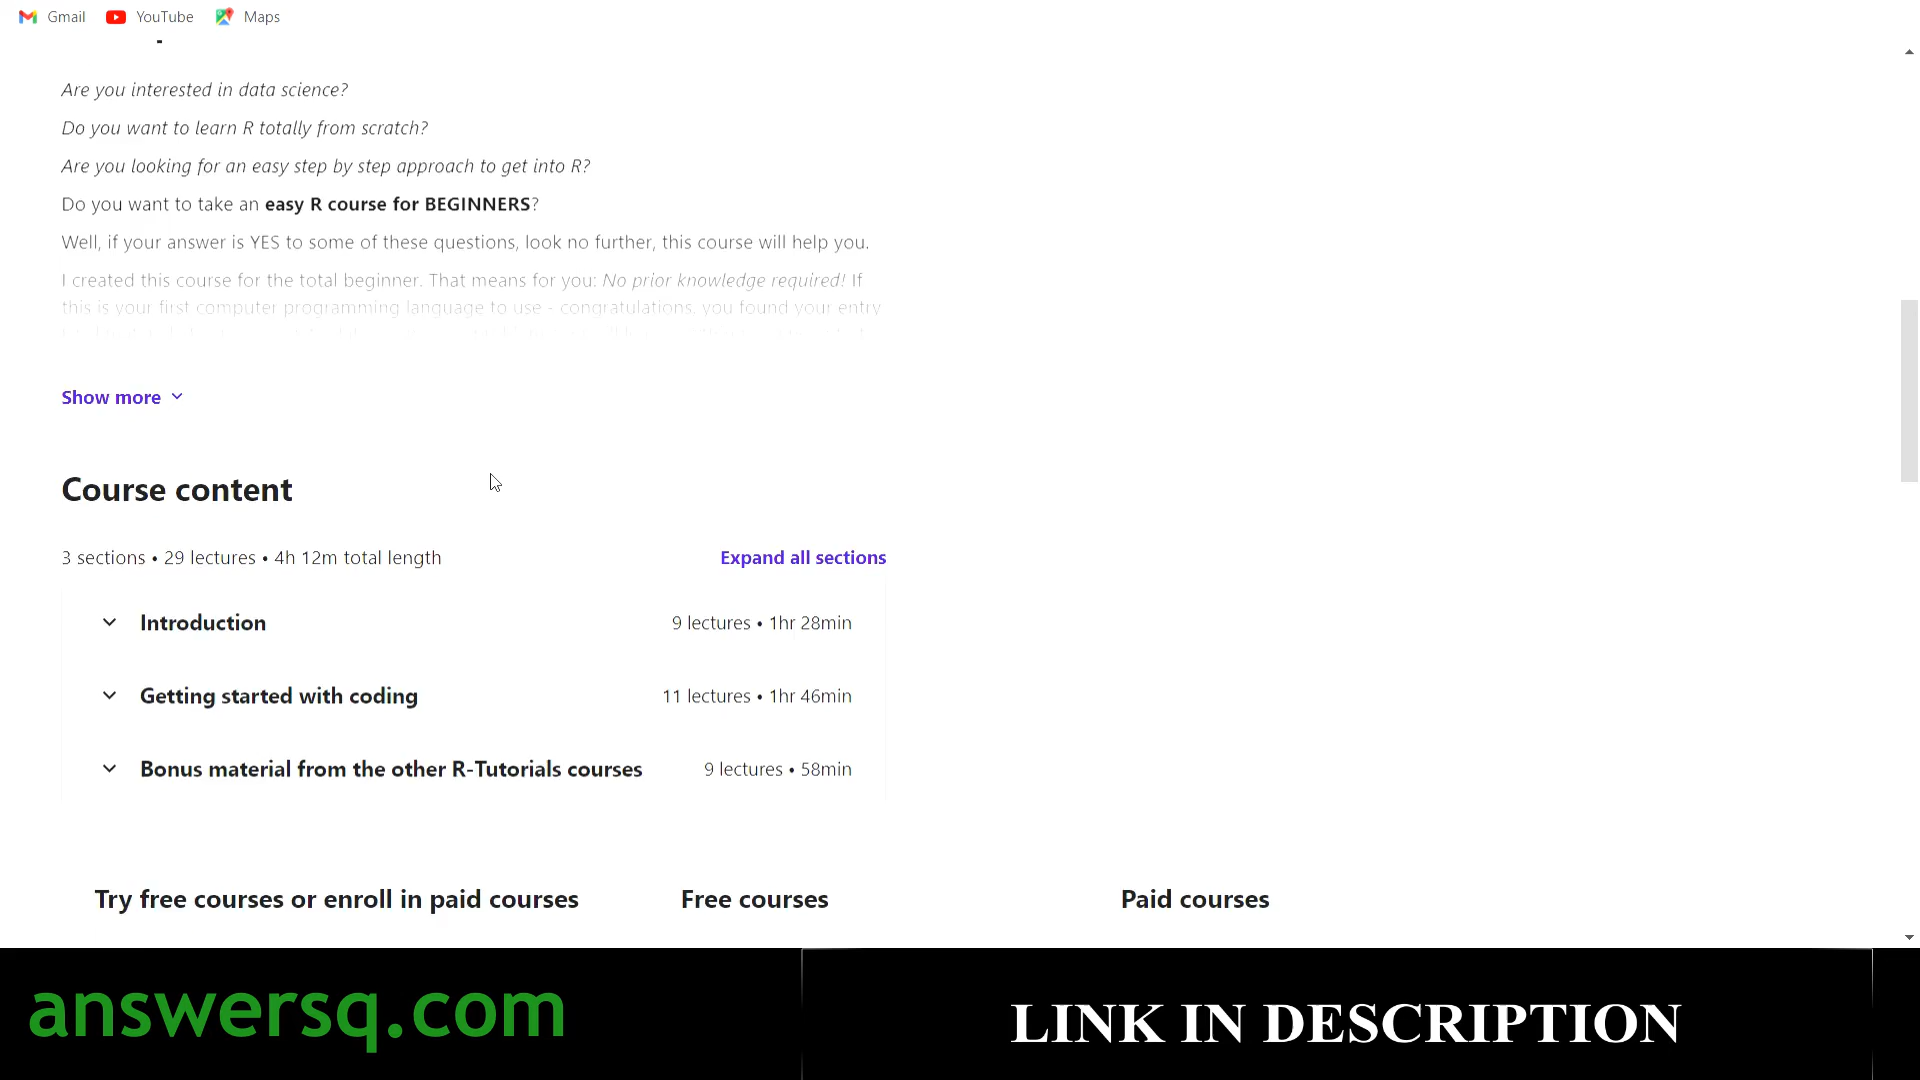 Gmail YouTube Maps
Are you interested in data science?
Do you want to learn R totally from scratch?
Are you looking for an easy step by step approach to get into R?
Do you want to take an easy R course for BEGINNERS?
Well, if your answer is YES to some of these questions, look no further, this course will help you.
I created this course for the total beginner. That means for you: No prior knowledge required! If
this is your first computer programming language to use - congratulations, you found your entry
Show more
Course content
3 sections • 29 lectures • 4h 12m total length Expand all sections
Introduction 9 lectures • 1hr 28min
Getting started with coding 11 lectures • 1hr 46min
Bonus material from the other R-Tutorials courses 9 lectures • 58min
Try free courses or enroll in paid courses Free courses Paid courses
answersq.com LINK IN DESCRIPTION